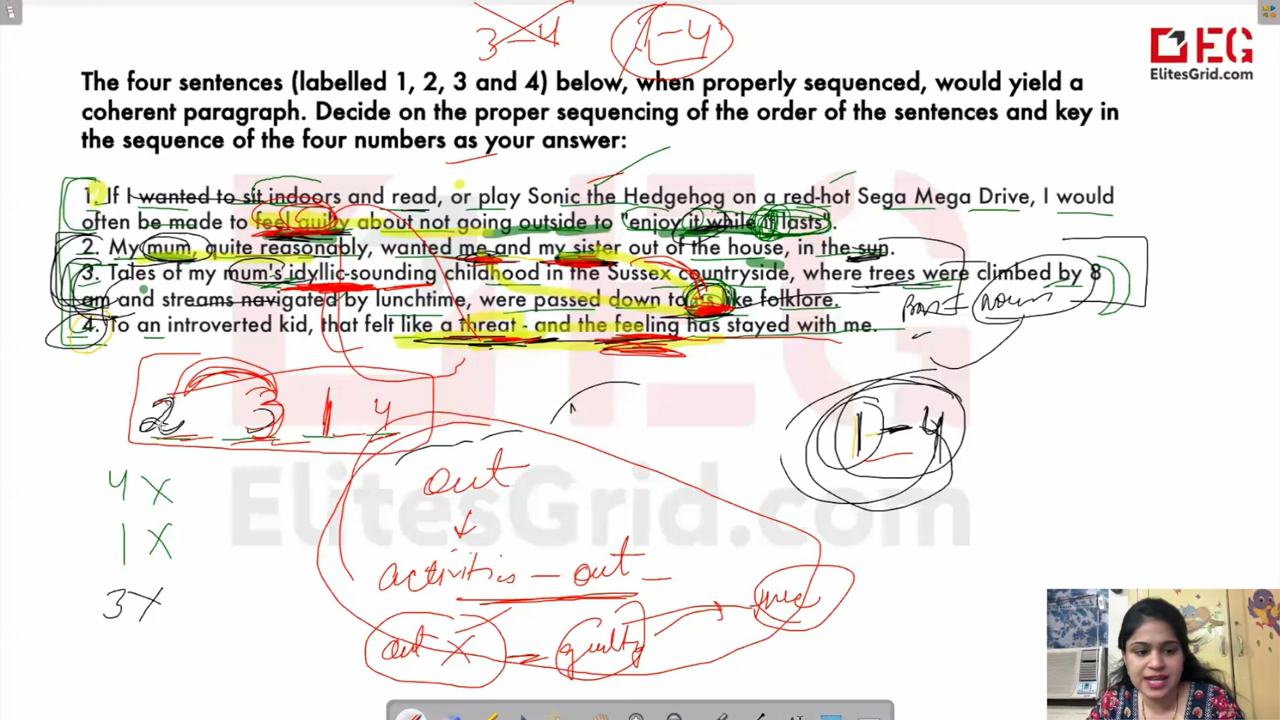 3-4
1-4
EG
ElitesGrid.com
The four sentences (labelled 1, 2, 3 and 4) below, when properly sequenced, would yield a
coherent paragraph. Decide on the proper sequencing of the order of the sentences and key in
the sequence of the four numbers as your answer:
1. If I wanted to sit indoors and read, or play Sonic the Hedgehog on a red-hot Sega Mega Drive, I would
often be made to feel guilty about not going outside to "enjoy it while it lasts".
2. My mum, quite reasonably, wanted me and my sister out of the house, in the sun.
3. Tales of my mum's idyllic-sounding childhood in the Sussex countryside, where trees were climbed by 8
am and streams navigated by lunchtime, were passed down to us like folklore.
4. To an introverted kid, that felt like a threat - and the feeling has stayed with me.
noun
2 3 1 4
1-4
4 X
out
1 X
activities - out
3 X
out X = guilty
ElitesGrid.com